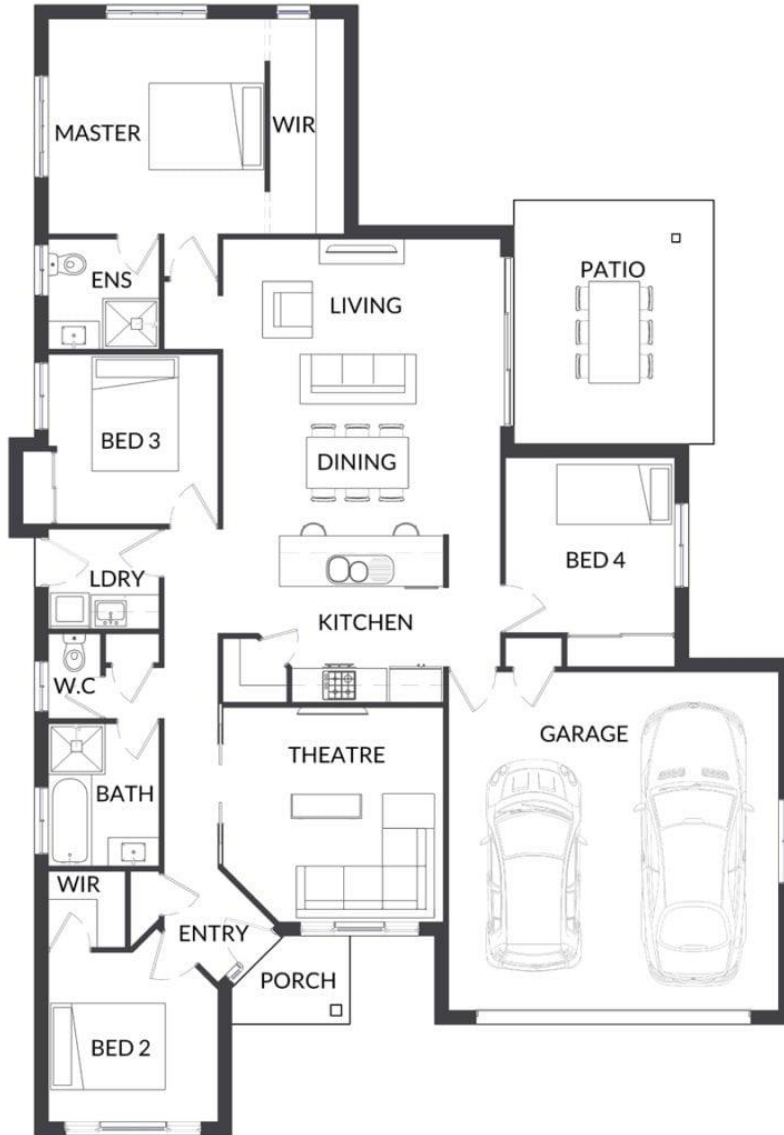 MASTER
WIR
ENS
LIVING
PATIO
BED 3
DINING
BED 4
LDRY
KITCHEN
W.C
THEATRE
GARAGE
BATH
WIR
ENTRY
PORCH
BED 2